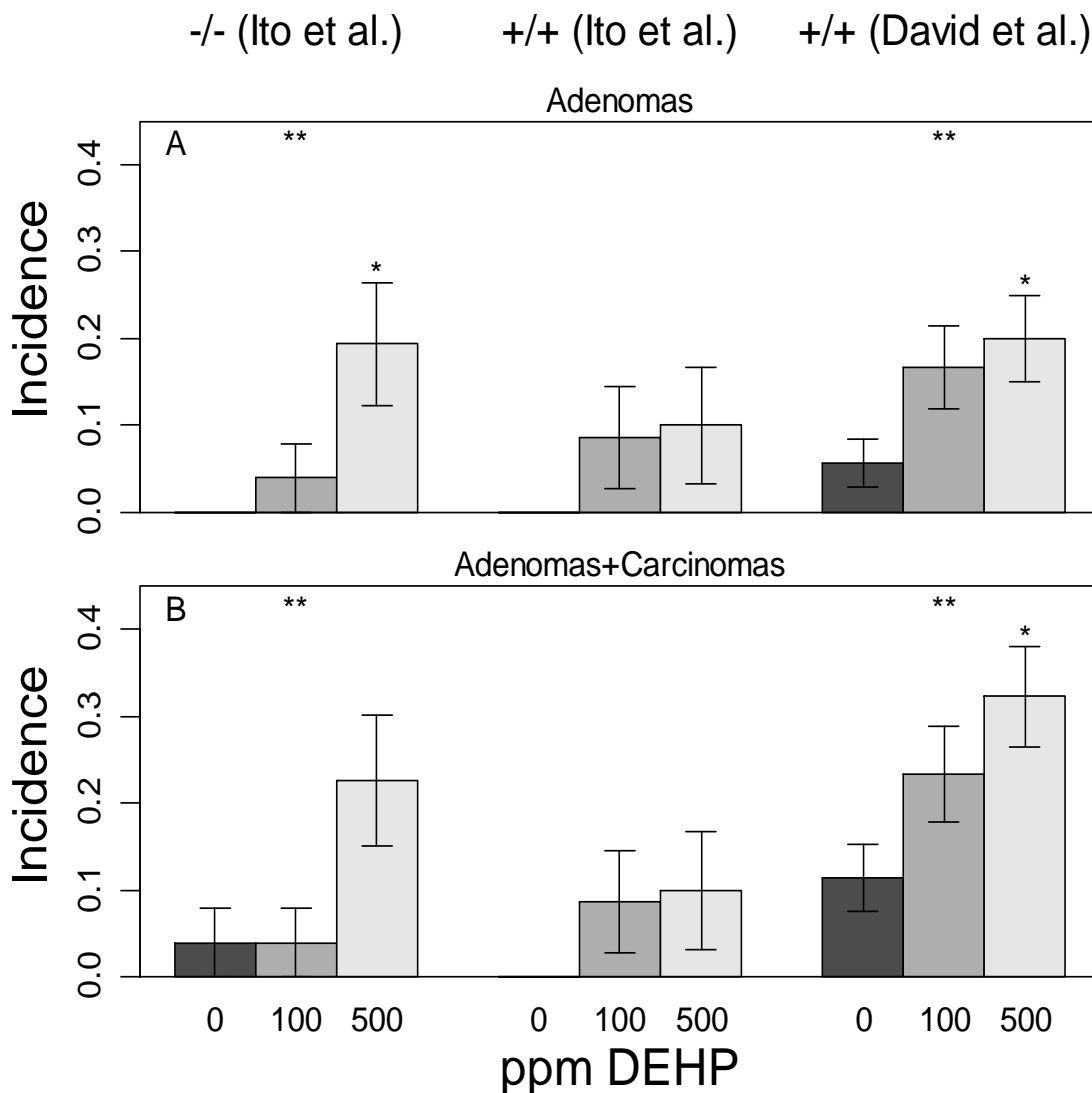 -/- (Ito et al.) +/+ (Ito et al.) +/+ (David et al.)
Adenomas
A ** **
0.4
0.3
* *
0.2
0.1
0.0
Incidence
Adenomas+Carcinomas
B ** **
0.4 *
0.3
0.2
0.1
0.0
Incidence
0 100 500 0 100 500 0 100 500
ppm DEHP